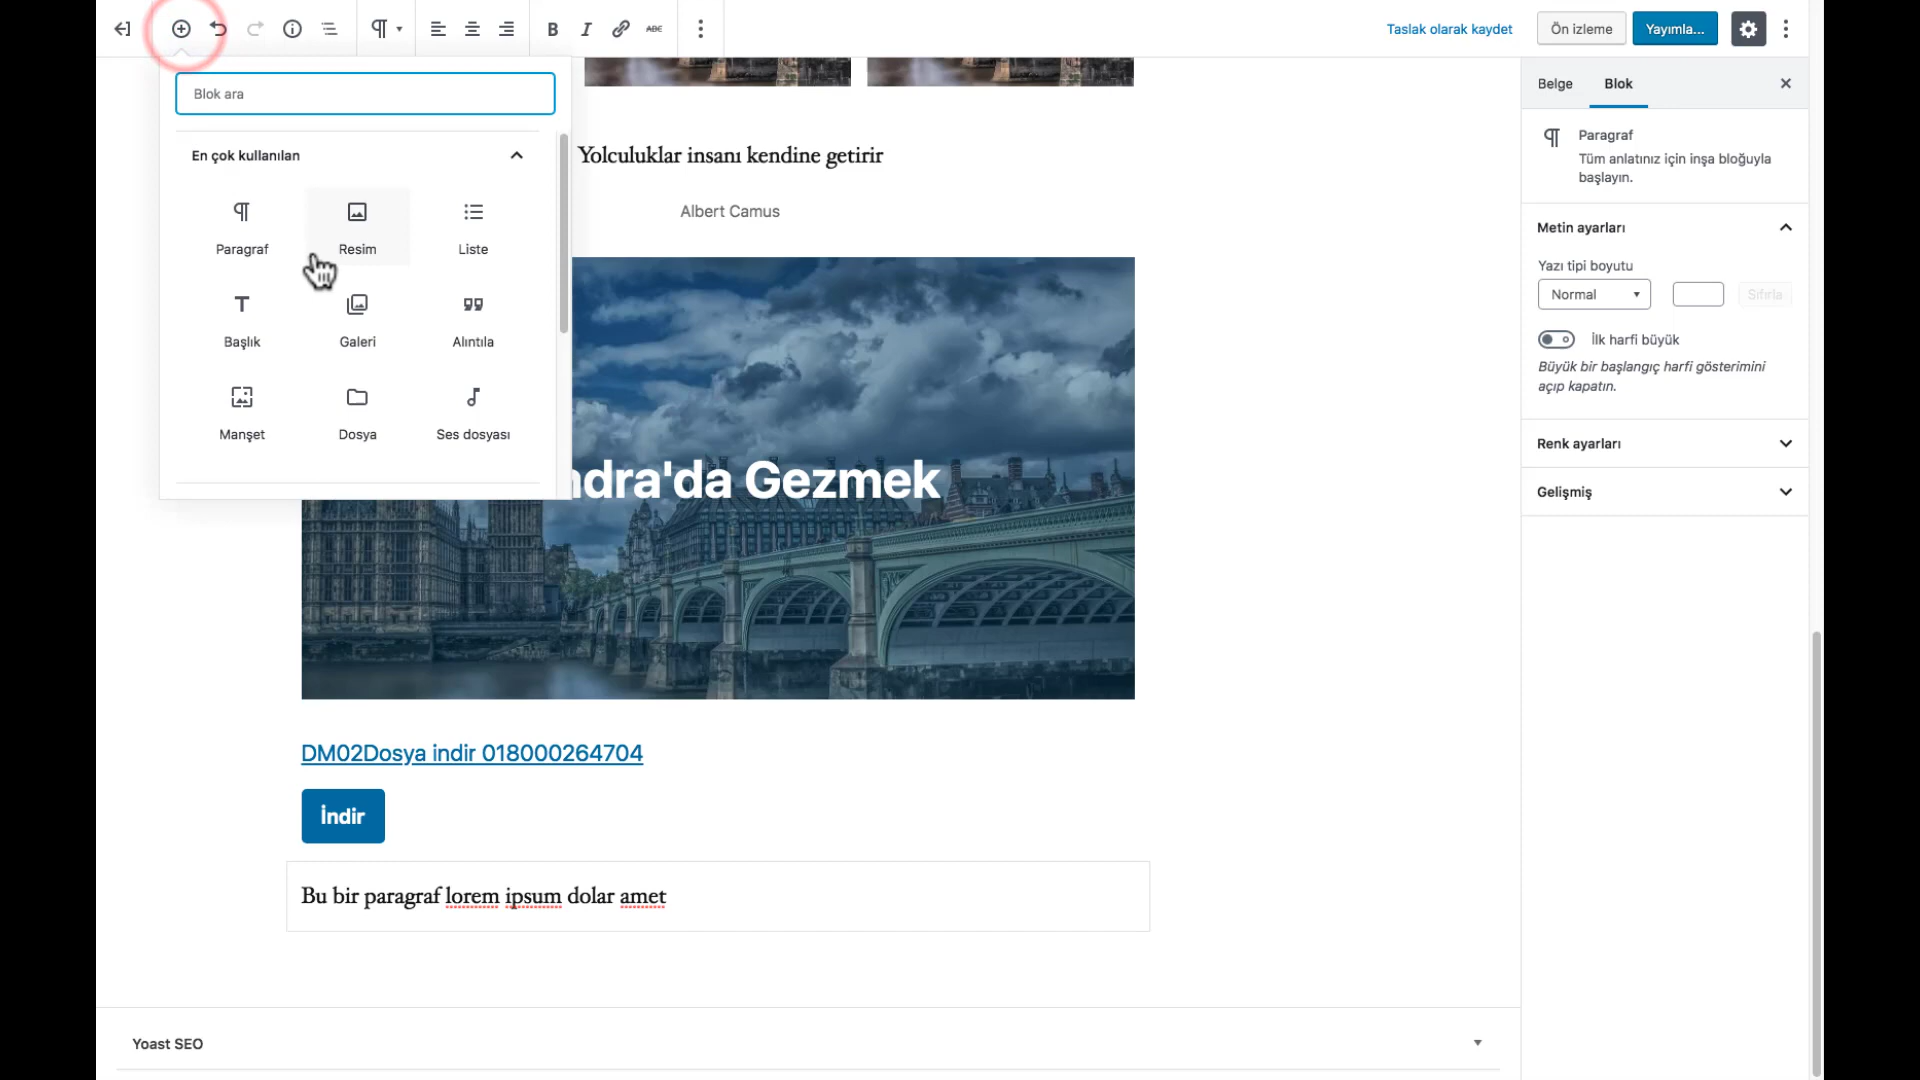 ABC
Taslak olarak kaydet
Ön izleme
Yayımla...
Blok ara
En çok kullanılan
Paragraf
Resim
Liste
Başlık
Galeri
Alıntıla
Manşet
Dosya
Ses dosyası
Yolculuklar insanı kendine getirir
Albert Camus
ndra'da Gezmek
DM02Dosya indir 018000264704
İndir
Bu bir paragraf lorem ipsum dolar amet
Yoast SEO
Belge
Blok
Paragraf
Tüm anlatınız için inşa bloğuyla
başlayın.
Metin ayarları
Yazı tipi boyutu
Normal
Sıfırla
İlk harfi büyük
Büyük bir başlangıç harfi gösterimini
açıp kapatın.
Renk ayarları
Gelişmiş